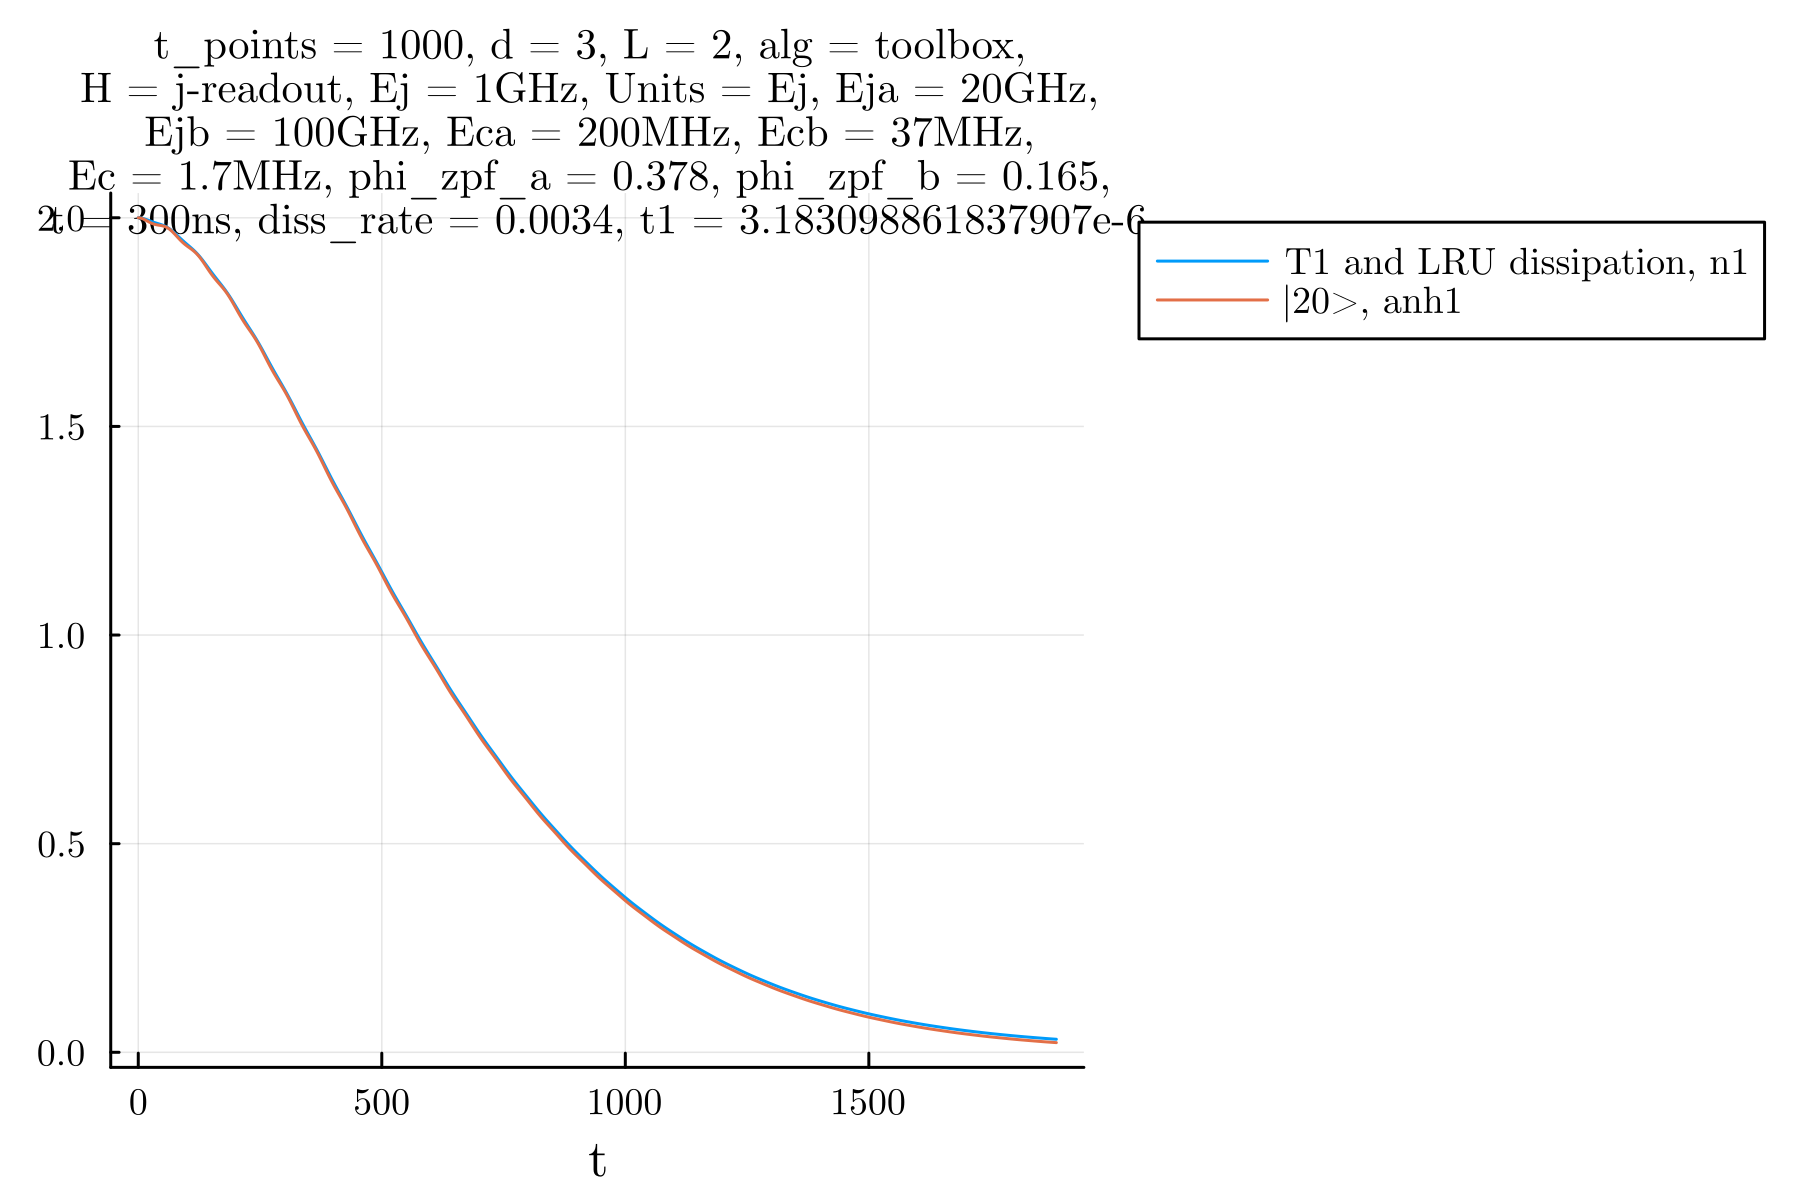 t_points = 1000, d = 3, L = 2, alg = toolbox,
H = j-readout, Ej = 1GHz, Units = Ej, Eja = 20GHz,
Ejb = 100GHz, Eca = 200MHz, Ecb = 37MHz,
Ec = 1.7MHz, phi_zpf_a = 0.378, phi_zpf_b = 0.165,
t = 300ns, diss_rate = 0.0034, t1 = 3.183098861837907e-6
T1 and LRU dissipation, n1
|20>, anh1
2.0
1.5
1.0
0.5
0.0
0 500 1000 1500
t